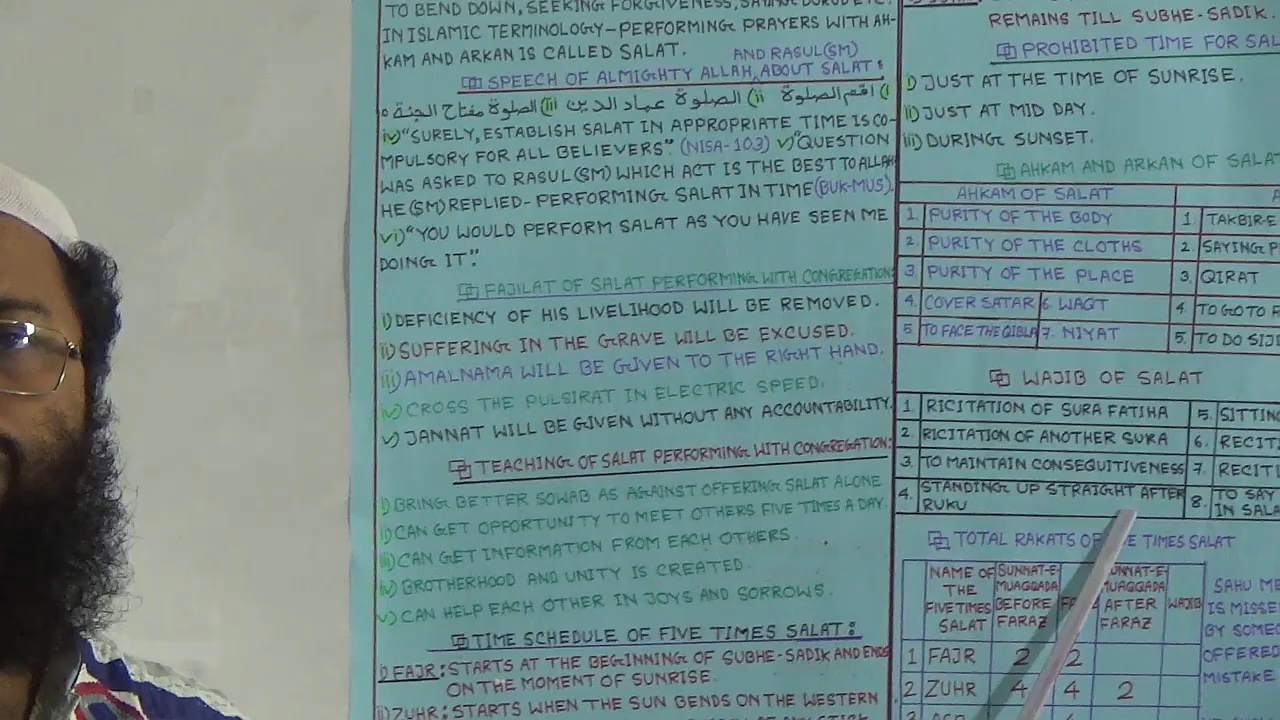 TO BEND DOWN, SEEKING FORGIVENESS,
IN ISLAMIC TERMINOLOGY-PERFORMING PRAYERS WITH AH-
KAM AND ARKAN IS CALLED SALAT.
AND RASUL(SM)
SPEECH OF ALMIGHTY ALLAH ABOUT SALAT:
i) اقم الصلوة ii) الصلوة عماد الدين iii) الصلوة مفتاح الجنة ه
iv) "SURELY, ESTABLISH SALAT IN APPROPRIATE TIME IS CO-
MPULSORY FOR ALL BELIEVERS". (NISA-103) v) "QUESTION
WAS ASKED TO RASUL(SM) WHICH ACT IS THE BEST TO ALLAH
HE(SM) REPLIED- PERFORMING SALAT IN TIME (BUK-MUS).
vi) "YOU WOULD PERFORM SALAT AS YOU HAVE SEEN ME
DOING IT".
FAJILAT OF SALAT PERFORMING WITH CONGREGATION:
i) DEFICIENCY OF HIS LIVELIHOOD WILL BE REMOVED.
ii) SUFFERING IN THE GRAVE WILL BE EXCUSED.
iii) AMALNAMA WILL BE GIVEN TO THE RIGHT HAND.
iv) CROSS THE PULSIRAT IN ELECTRIC SPEED.
v) JANNAT WILL BE GIVEN WITHOUT ANY ACCOUNTABILITY.
TEACHING OF SALAT PERFORMING WITH CONGREGATION:
i) BRING BETTER SOWAB AS AGAINST OFFERING SALAT ALONE
ii) CAN GET OPPORTUNITY TO MEET OTHERS FIVE TIMES A DAY.
iii) CAN GET INFORMATION FROM EACH OTHERS.
iv) BROTHERHOOD AND UNITY IS CREATED.
v) CAN HELP EACH OTHER IN JOYS AND SORROWS.
TIME SCHEDULE OF FIVE TIMES SALAT:
i) FAJR: STARTS AT THE BEGINNING OF SUBHE-SADIK AND ENDS
ON THE MOMENT OF SUNRISE.
ii) ZUHR: STARTS WHEN THE SUN BENDS ON THE WESTERN
REMAINS TILL SUBHE-SADIK.
PROHIBITED TIME FOR SAL
i) JUST AT THE TIME OF SUNRISE.
ii) JUST AT MID DAY.
iii) DURING SUNSET.
AHKAM AND ARKAN OF SALAT
AHKAM OF SALAT A
1. PURITY OF THE BODY 1 TAKBIR-E
2. PURITY OF THE CLOTHS 2. SAYING P
3. PURITY OF THE PLACE 3. QIRAT
4. COVER SATAR 6. WAQT 4. TO GO TO R
5 TO FACE THE QIBLA 7. NIYAT 5. TO DO SIJ
WAJIB OF SALAT
1. RICITATION OF SURA FATIHA 5. SITTING
2. RICITATION OF ANOTHER SURA 6. RECITI
3. TO MAINTAIN CONSEQUITIVENESS 7. RECITI
4. STANDING UP STRAIGHT AFTER RUKU 8. TO SAY IN SALA
TOTAL RAKATS OF VE TIMES SALAT
NAME OF THE FIVE TIMES SALAT SUNNAT-E-MUAQQADA BEFORE FARAZ FA SUNNAT-E-MUAQQADA AFTER FARAZ WAJIB
1 FAJR 2 2
2 ZUHR 4 4 2
SAHU ME
IS MISSE
BY SOME
OFFERED
MISTAKE